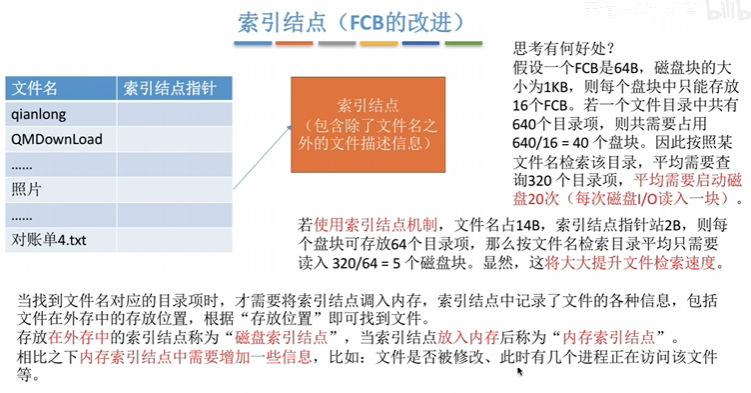 索引结点（FCB的改进）
bilib
思考有何好处？
假设一个FCB是64B，磁盘块的大
小为1KB，则每个盘块中只能存放
16个FCB。若一个文件目录中共有
640个目录项，则共需要占用
640/16 = 40 个盘块。因此按照某
文件名检索该目录，平均需要查
询320 个目录项，平均需要启动磁
盘20次（每次磁盘I/O读入一块）。
文件名 索引结点指针
qianlong
QMDownLoad
……
照片
……
对账单4.txt
索引结点
（包含除了文件名之
外的文件描述信息）
若使用索引结点机制，文件名占14B，索引结点指针站2B，则每
个盘块可存放64个目录项，那么按文件名检索目录平均只需要
读入 320/64 = 5 个磁盘块。显然，这将大大提升文件检索速度。
当找到文件名对应的目录项时，才需要将索引结点调入内存，索引结点中记录了文件的各种信息，包括
文件在外存中的存放位置，根据“存放位置”即可找到文件。
存放在外存中的索引结点称为“磁盘索引结点”，当索引结点放入内存后称为“内存索引结点”。
相比之下内存索引结点中需要增加一些信息，比如：文件是否被修改、此时有几个进程正在访问该文件
等。